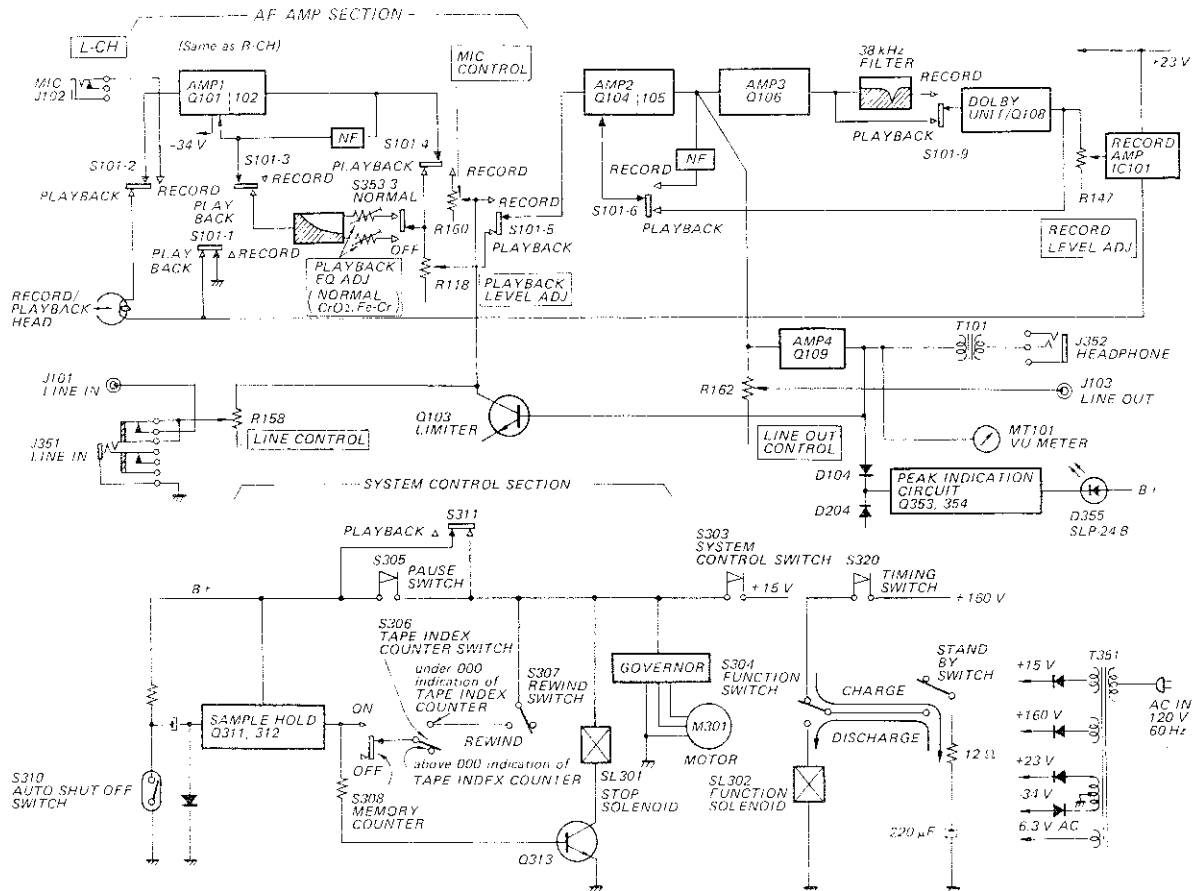 AF AMP SECTION
L-CH
(Same as R-CH)
MIC
J102
AMP1
Q101 102
-34 V
NF
S101-2
S101-3
RECORD
PLAYBACK
RECORD
PLAY
BACK
S101-1
PLAY
BACK
RECORD
RECORD/
PLAYBACK
HEAD
S101-4
PLAYBACK
S353-3
NORMAL
OFF
PLAYBACK
EQ ADJ
(NORMAL
CrO2, Fe-Cr)
MIC
CONTROL
RECORD
R160
R118
RECORD
S101-5
PLAYBACK
PLAYBACK
LEVEL ADJ
AMP2
Q104 105
NF
RECORD
S101-6
PLAYBACK
AMP3
Q106
38 kHz
FILTER
RECORD
PLAYBACK
S101-9
DOLBY
UNIT/Q108
+23 V
RECORD
AMP
IC101
R147
RECORD
LEVEL ADJ
J101
LINE IN
J351
LINE IN
R158
LINE CONTROL
Q103
LIMITER
AMP4
Q109
R162
LINE OUT
CONTROL
T101
J352
HEADPHONE
J103
LINE OUT
MT101
VU METER
D104
D204
PEAK INDICATION
CIRCUIT
Q353, 354
D355
SLP-24 B
B+
SYSTEM CONTROL SECTION
S311
PLAYBACK
S305
PAUSE
SWITCH
B+
S303
SYSTEM
CONTROL SWITCH
+15 V
S320
TIMING
SWITCH
+160 V
S306
TAPE INDEX
COUNTER SWITCH
under 000
indication of
TAPE INDEX
COUNTER
S307
REWIND
SWITCH
REWIND
above 000 indication of
TAPE INDEX COUNTER
SAMPLE HOLD
Q311, 312
ON
OFF
S308
MEMORY
COUNTER
S310
AUTO SHUT OFF
SWITCH
Q313
SL301
STOP
SOLENOID
GOVERNOR
M301
MOTOR
S304
FUNCTION
SWITCH
CHARGE
DISCHARGE
SL302
FUNCTION
SOLENOID
STAND
BY
SWITCH
12 Ω
220 µF
+15 V
+160 V
+23 V
-34 V
6.3 V AC
T351
AC IN
120 V
60 Hz